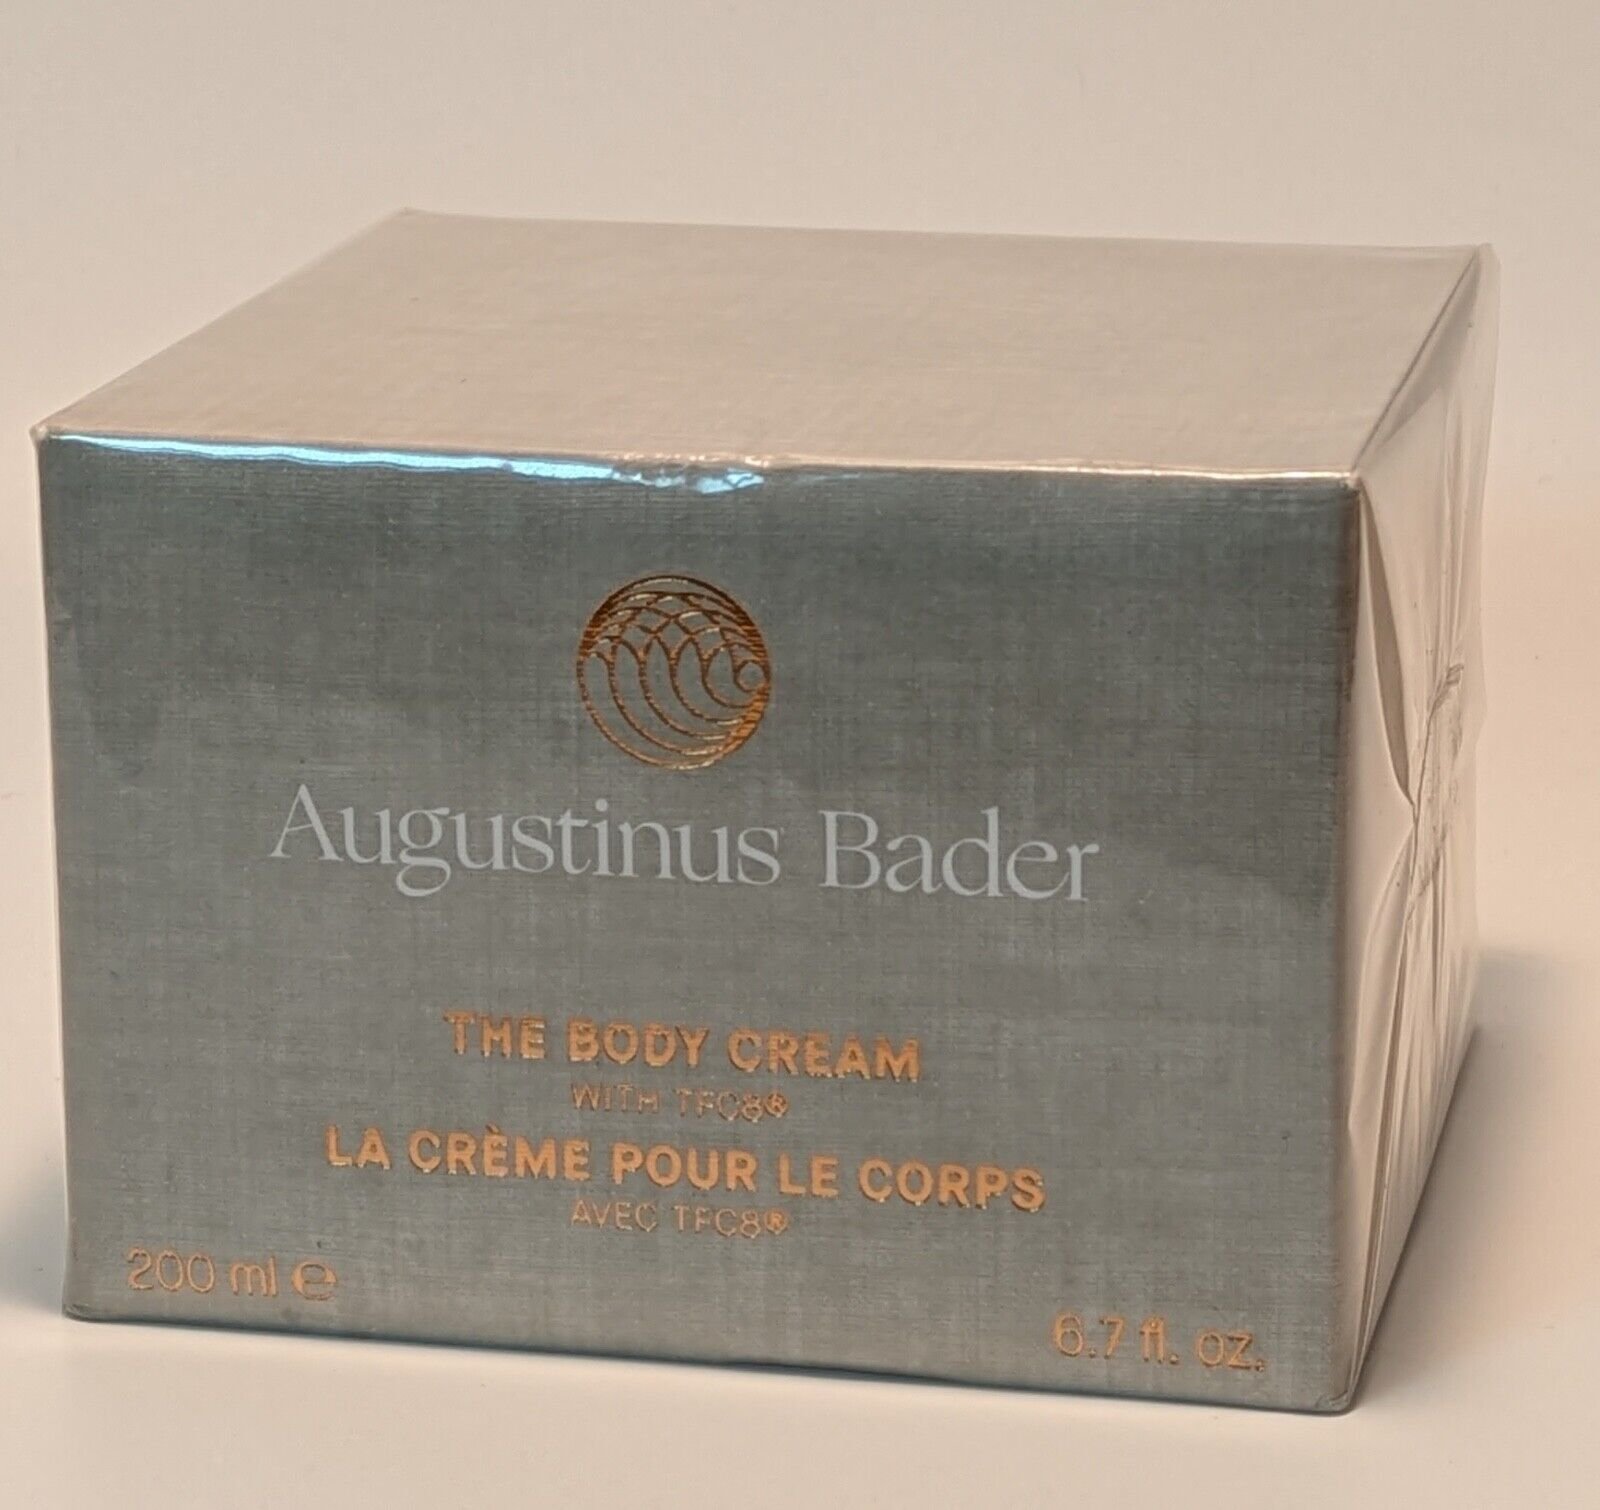 Augustinus Bader
THE BODY CREAM
WITH TFC8®
LA CRÈME POUR LE CORPS
AVEC TFC8®
200 ml ℮
6.7 fl. oz.